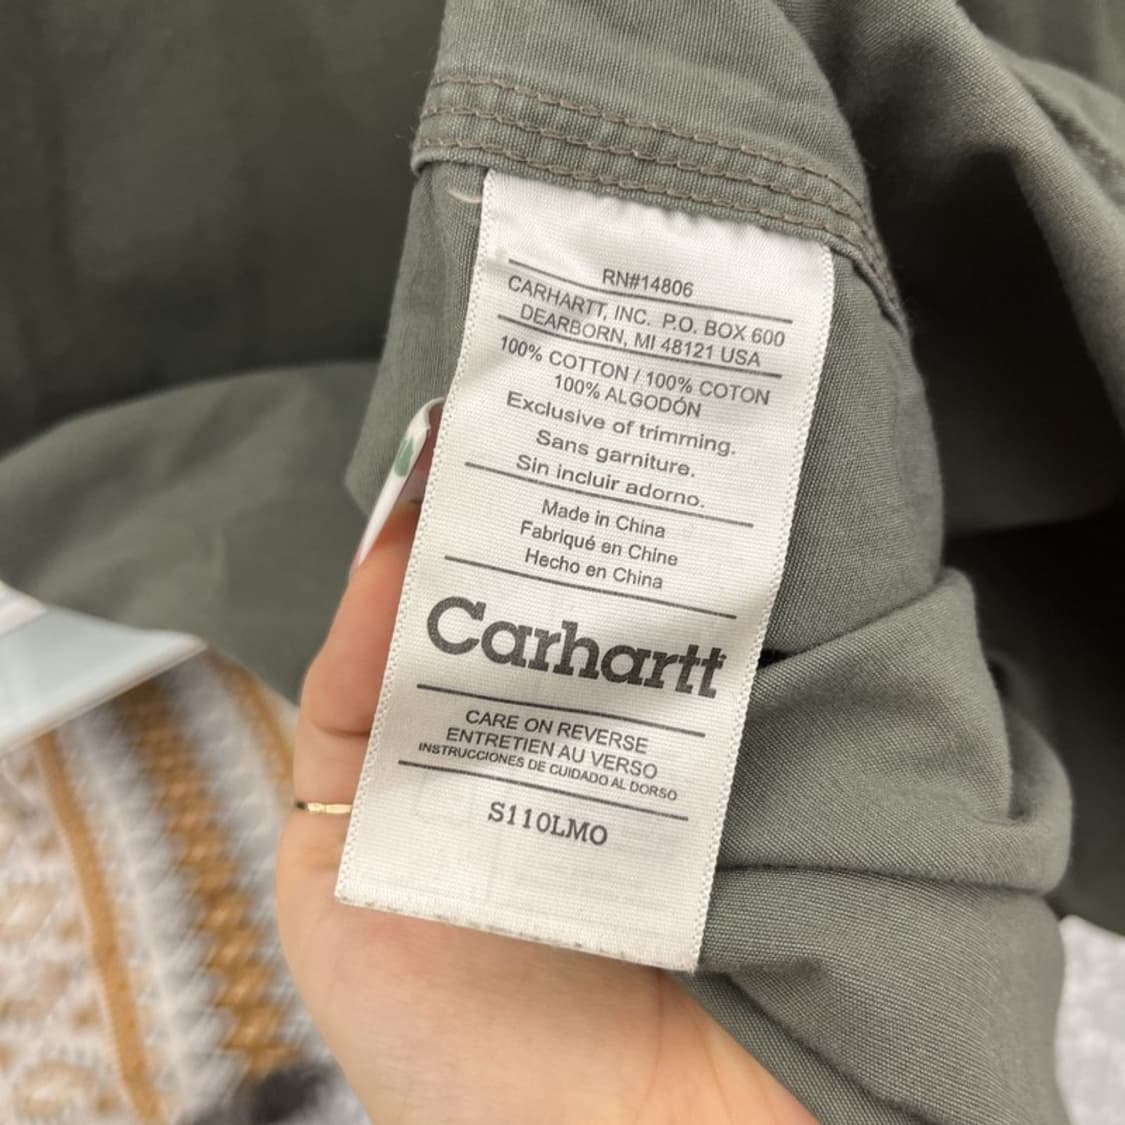 RN#14806
CARHARTT, INC. P.O. BOX 600
DEARBORN, MI 48121 USA
100% COTTON / 100% COTON
100% ALGODÓN
Exclusive of trimming.
Sans garniture.
Sin incluir adorno.
Made in China
Fabriqué en Chine
Hecho en China
Carhartt
CARE ON REVERSE
ENTRETIEN AU VERSO
INSTRUCCIONES DE CUIDADO AL DORSO
S110LMO